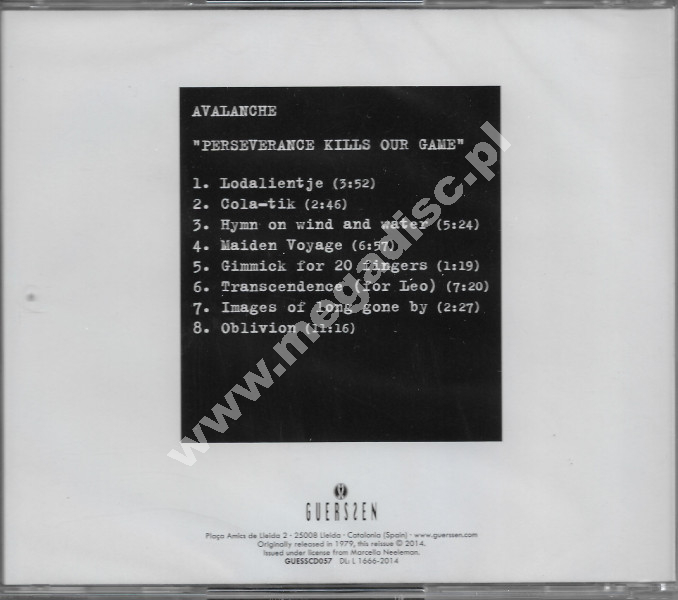 AVALANCHE
"PERSEVERANCE KILLS OUR GAME"
1. Lodalientje (3:52)
2. Cola-tik (2:46)
3. Hymn on wind and water (5:24)
4. Maiden Voyage (6:57)
5. Gimmick for 20 fingers (1:19)
6. Transcendence (for Leo) (7:20)
7. Images of long gone by (2:27)
8. Oblivion (11:16)
www.megadisc.pl
GUERSSEN
Plaça Amics de Lleida 2 - 25008 Lleida - Catalonia (Spain) - www.guerssen.com
Originally released in 1979, this reissue © 2014.
Issued under license from Marcella Neeleman.
GUESSCD057 DL: L 1666-2014